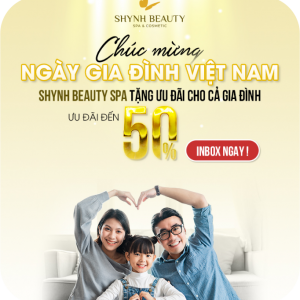 SHYNH BEAUTY
SPA & COSMETIC
Chúc mừng
NGÀY GIA ĐÌNH VIỆT NAM
SHYNH BEAUTY SPA TẶNG ƯU ĐÃI CHO CẢ GIA ĐÌNH
ƯU ĐÃI ĐẾN
50%
INBOX NGAY !